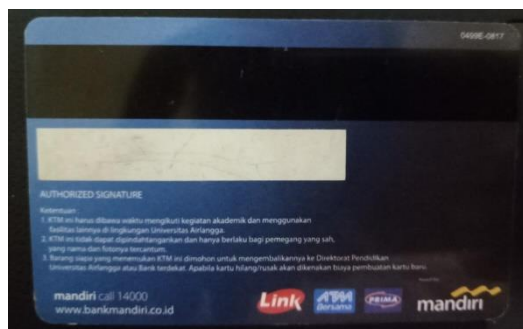 0499E-0817
AUTHORIZED SIGNATURE
Ketentuan :
1. KTM ini harus dibawa waktu mengikuti kegiatan akademik dan menggunakan
fasilitas lainnya di lingkungan Universitas Airlangga.
2. KTM ini tidak dapat dipindahtangankan dan hanya berlaku bagi pemegang yang sah,
yang nama dan fotonya tercantum.
3. Barang siapa yang menemukan KTM ini dimohon untuk mengembalikannya ke Direktorat Pendidikan
Universitas Airlangga atau Bank terdekat. Apabila kartu hilang/rusak akan dikenakan biaya pembuatan kartu baru.
mandiri call 14000
www.bankmandiri.co.id
Link
ATM
Bersama
PRIMA
mandiri